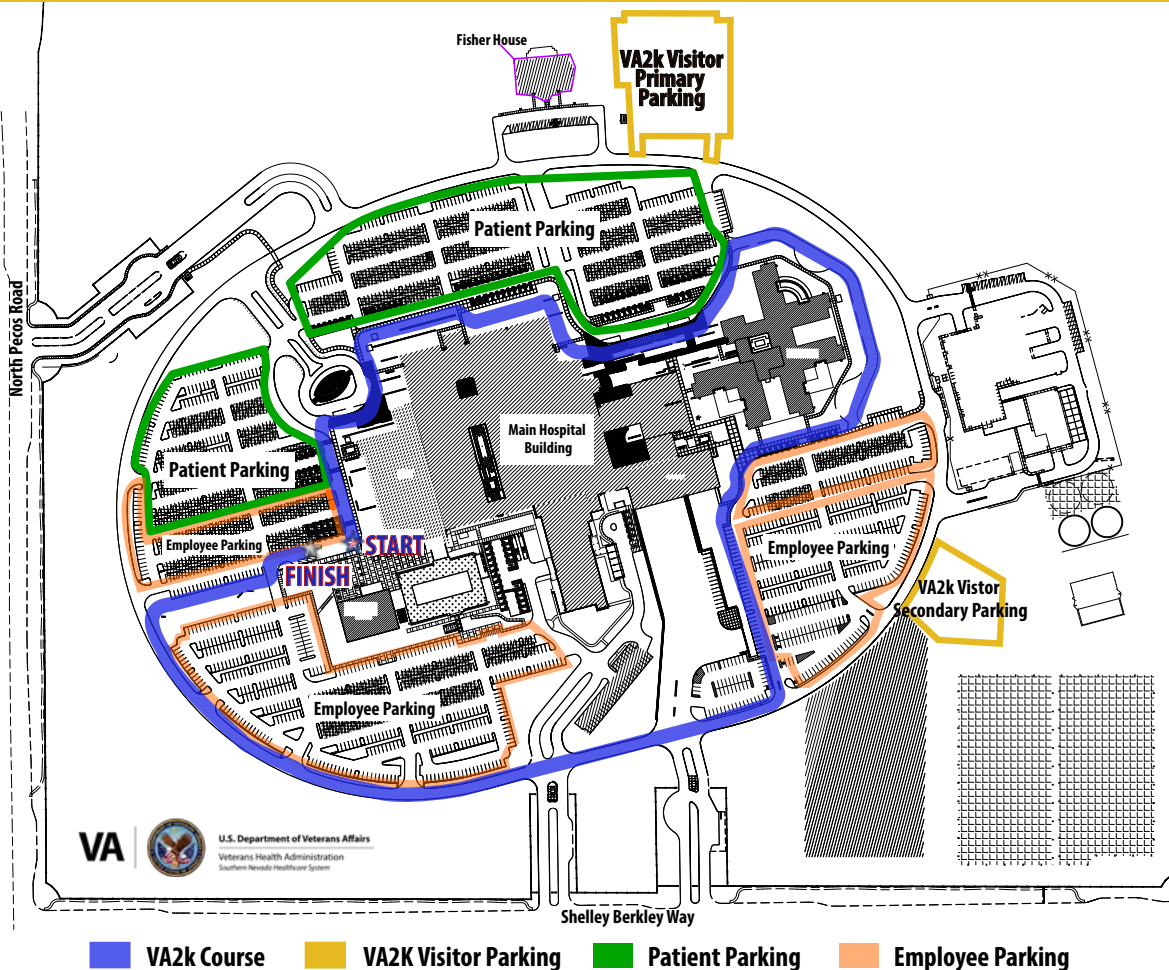 Fisher House
VA2k Visitor
Primary
Parking
Patient Parking
North Pecos Road
Main Hospital
Building
Patient Parking
Employee Parking
START
FINISH
Employee Parking
VA2k Vistor
Secondary Parking
Employee Parking
VA
U.S. Department of Veterans Affairs
Veterans Health Administration
Southern Nevada Healthcare System
Shelley Berkley Way
VA2k Course
VA2K Visitor Parking
Patient Parking
Employee Parking